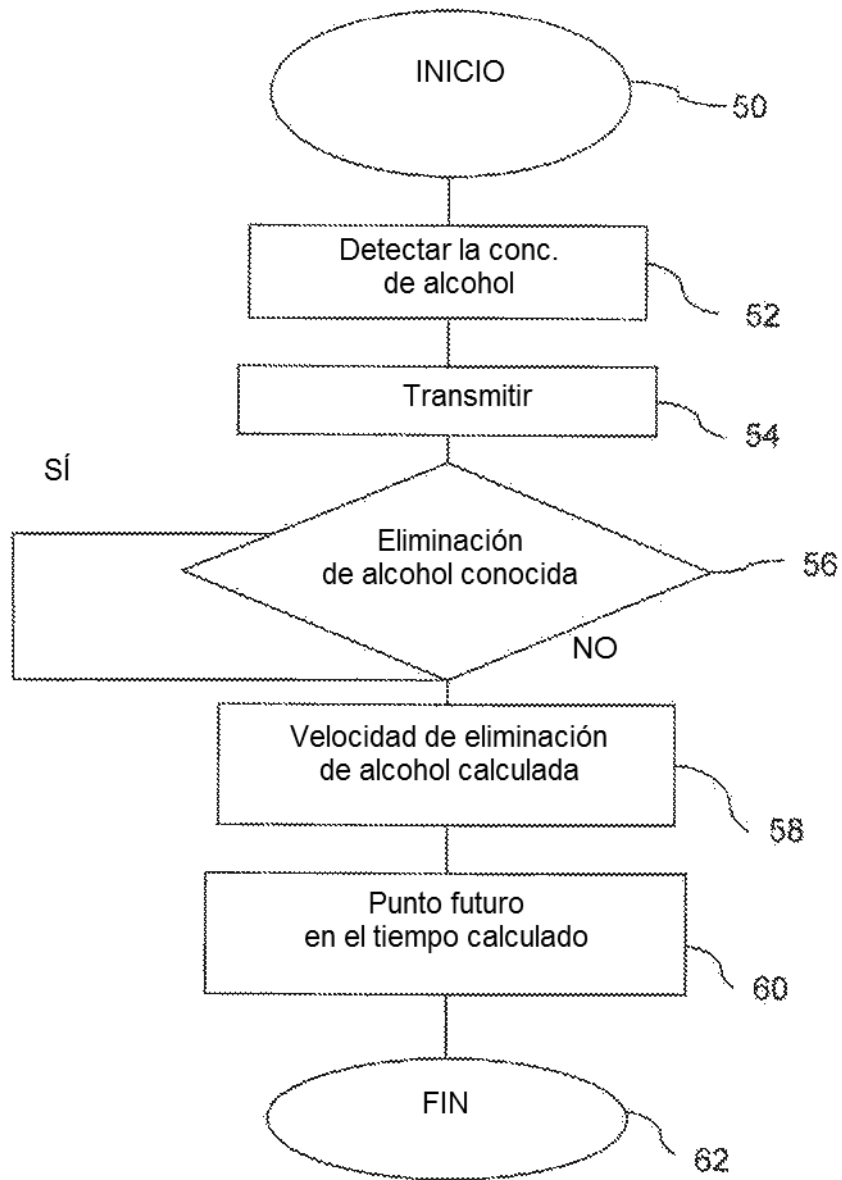 INICIO
50
Detectar la conc.
de alcohol
52
Transmitir
54
SÍ
Eliminación
de alcohol conocida
56
NO
Velocidad de eliminación
de alcohol calculada
58
Punto futuro
en el tiempo calculado
60
FIN
62